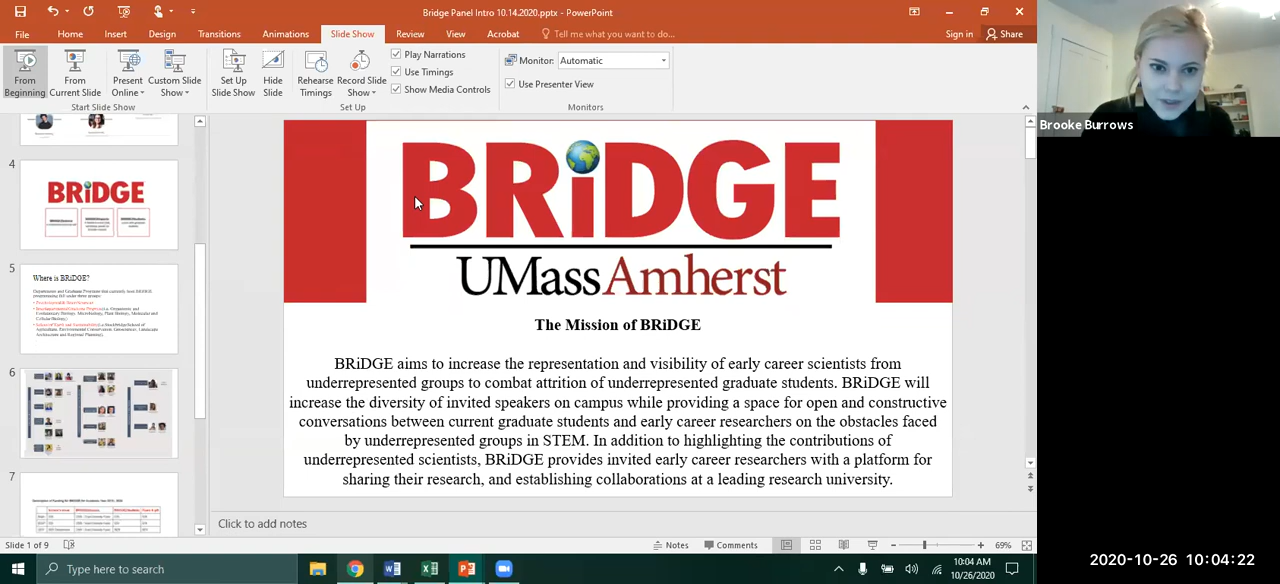 Bridge Panel Intro 10.14.2020.pptx - PowerPoint
File Home Insert Design Transitions Animations Slide Show Review View Acrobat Tell me what you want to do... Sign in Share
From Beginning
From Current Slide
Present Online
Custom Slide Show
Start Slide Show
Set Up Slide Show
Hide Slide
Rehearse Timings
Record Slide Show
Play Narrations
Use Timings
Show Media Controls
Set Up
Monitor: Automatic
Use Presenter View
Monitors
Brooke Burrows
4
BRiDGE
5
Where is BRiDGE?
6
7
BRiDGE
UMassAmherst
The Mission of BRiDGE
BRiDGE aims to increase the representation and visibility of early career scientists from
underrepresented groups to combat attrition of underrepresented graduate students. BRiDGE will
increase the diversity of invited speakers on campus while providing a space for open and constructive
conversations between current graduate students and early career researchers on the obstacles faced
by underrepresented groups in STEM. In addition to highlighting the contributions of
underrepresented scientists, BRiDGE provides invited early career researchers with a platform for
sharing their research, and establishing collaborations at a leading research university.
Click to add notes
Slide 1 of 9 Notes Comments 69%
Type here to search
10:04 AM
10/26/2020
2020-10-26 10:04:22